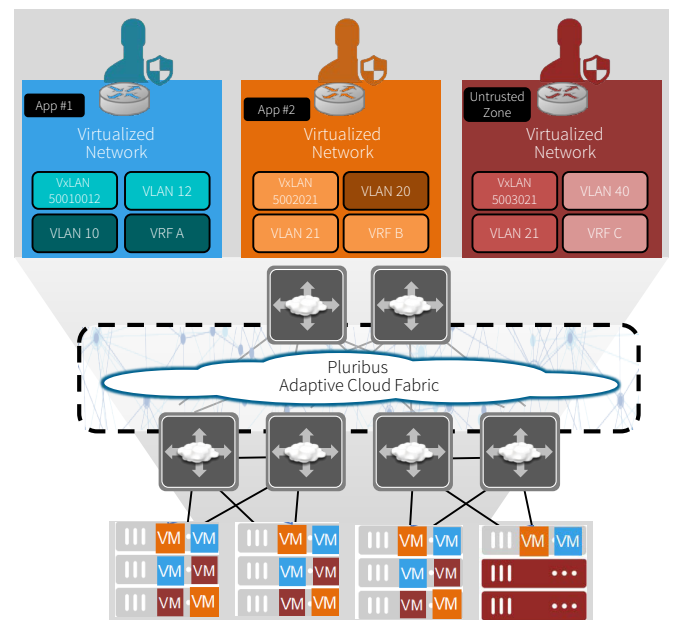 App #1
Virtualized
Network
VxLAN
50010012
VLAN 12
VLAN 10
VRF A
App #2
Virtualized
Network
VxLAN
5002021
VLAN 20
VLAN 21
VRF B
Untrusted
Zone
Virtualized
Network
VxLAN
5003021
VLAN 40
VLAN 21
VRF C
Pluribus
Adaptive Cloud Fabric
VM VM
VM VM
VM VM
VM VM
VM VM
VM VM
VM VM
VM VM
VM VM
VM VM